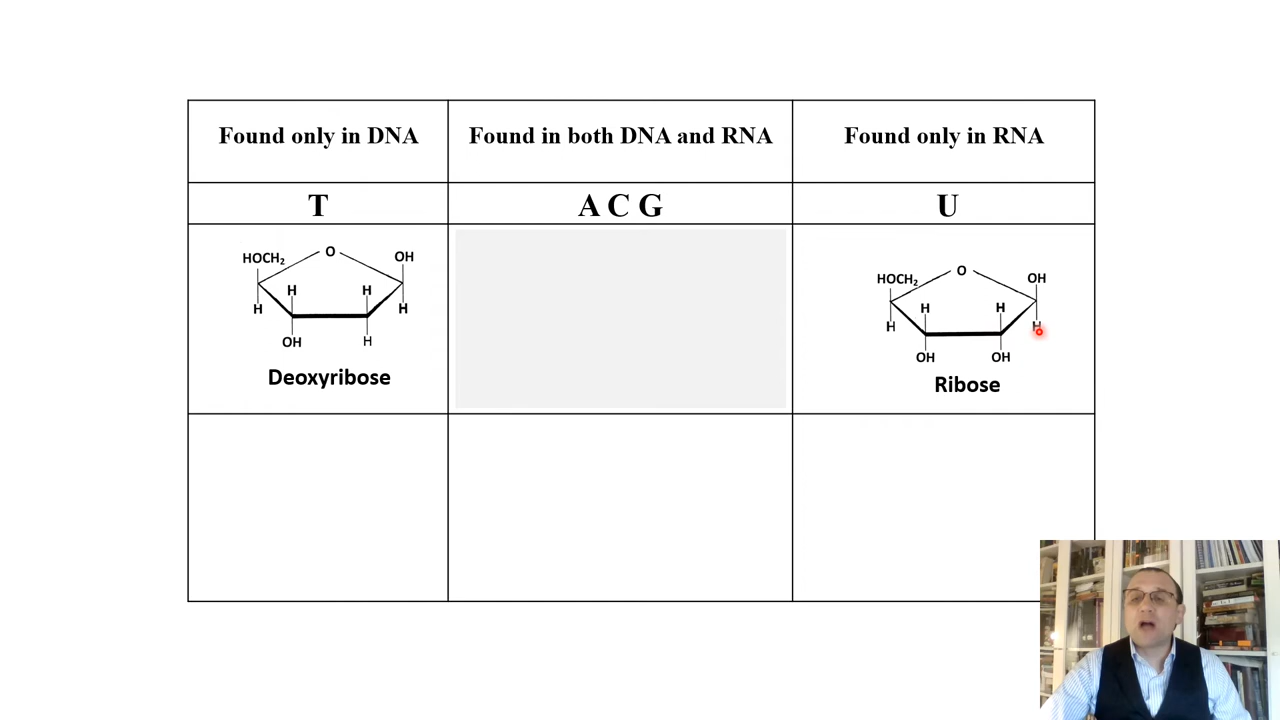 Found only in DNA
Found in both DNA and RNA
Found only in RNA
T
A C G
U
O
HOCH₂
OH
H
H
H
H
OH
H
Deoxyribose
O
HOCH₂
OH
H
H
H
H
OH
OH
Ribose